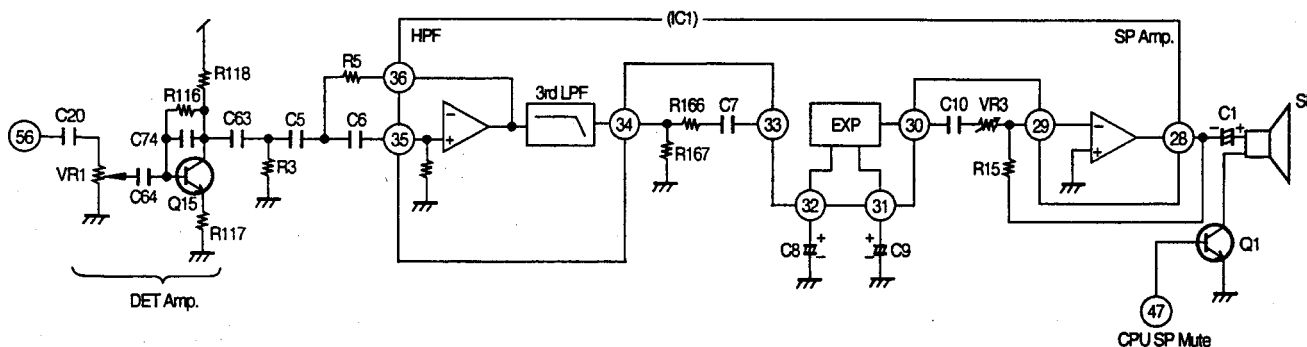 (IC1)
HPF
SP Amp.
R118
R5
36
3rd LPF
R116
C20
C63
C5
C6
R166
C7
C10
VR3
C1
S
56
C74
35
34
33
EXP
30
29
28
VR1
C64
Q15
R3
R167
R15
R117
32
31
C8
C9
Q1
DET Amp.
47
CPU SP Mute